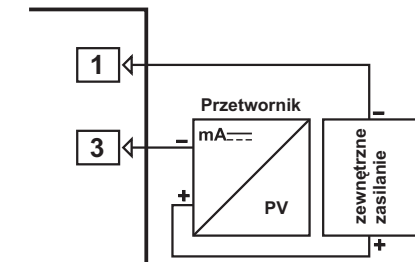 1
3
Przetwornik
mA
PV
zewnętrzne
zasilanie
-
-
+
+